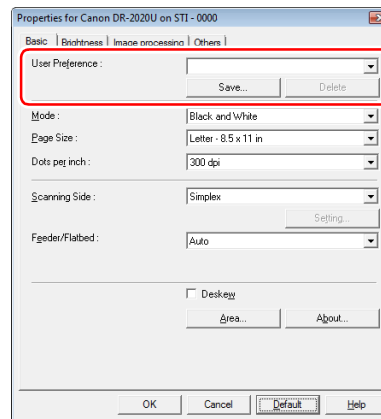 Properties for Canon DR-2020U on STI - 0000
Basic Brightness Image processing Others
User Preference :
Save... Delete
Mode : Black and White
Page Size : Letter - 8.5 x 11 in
Dots per inch : 300 dpi
Scanning Side : Simplex
Setting...
Feeder/Flatbed : Auto
Deskew
Area... About...
OK Cancel Default Help